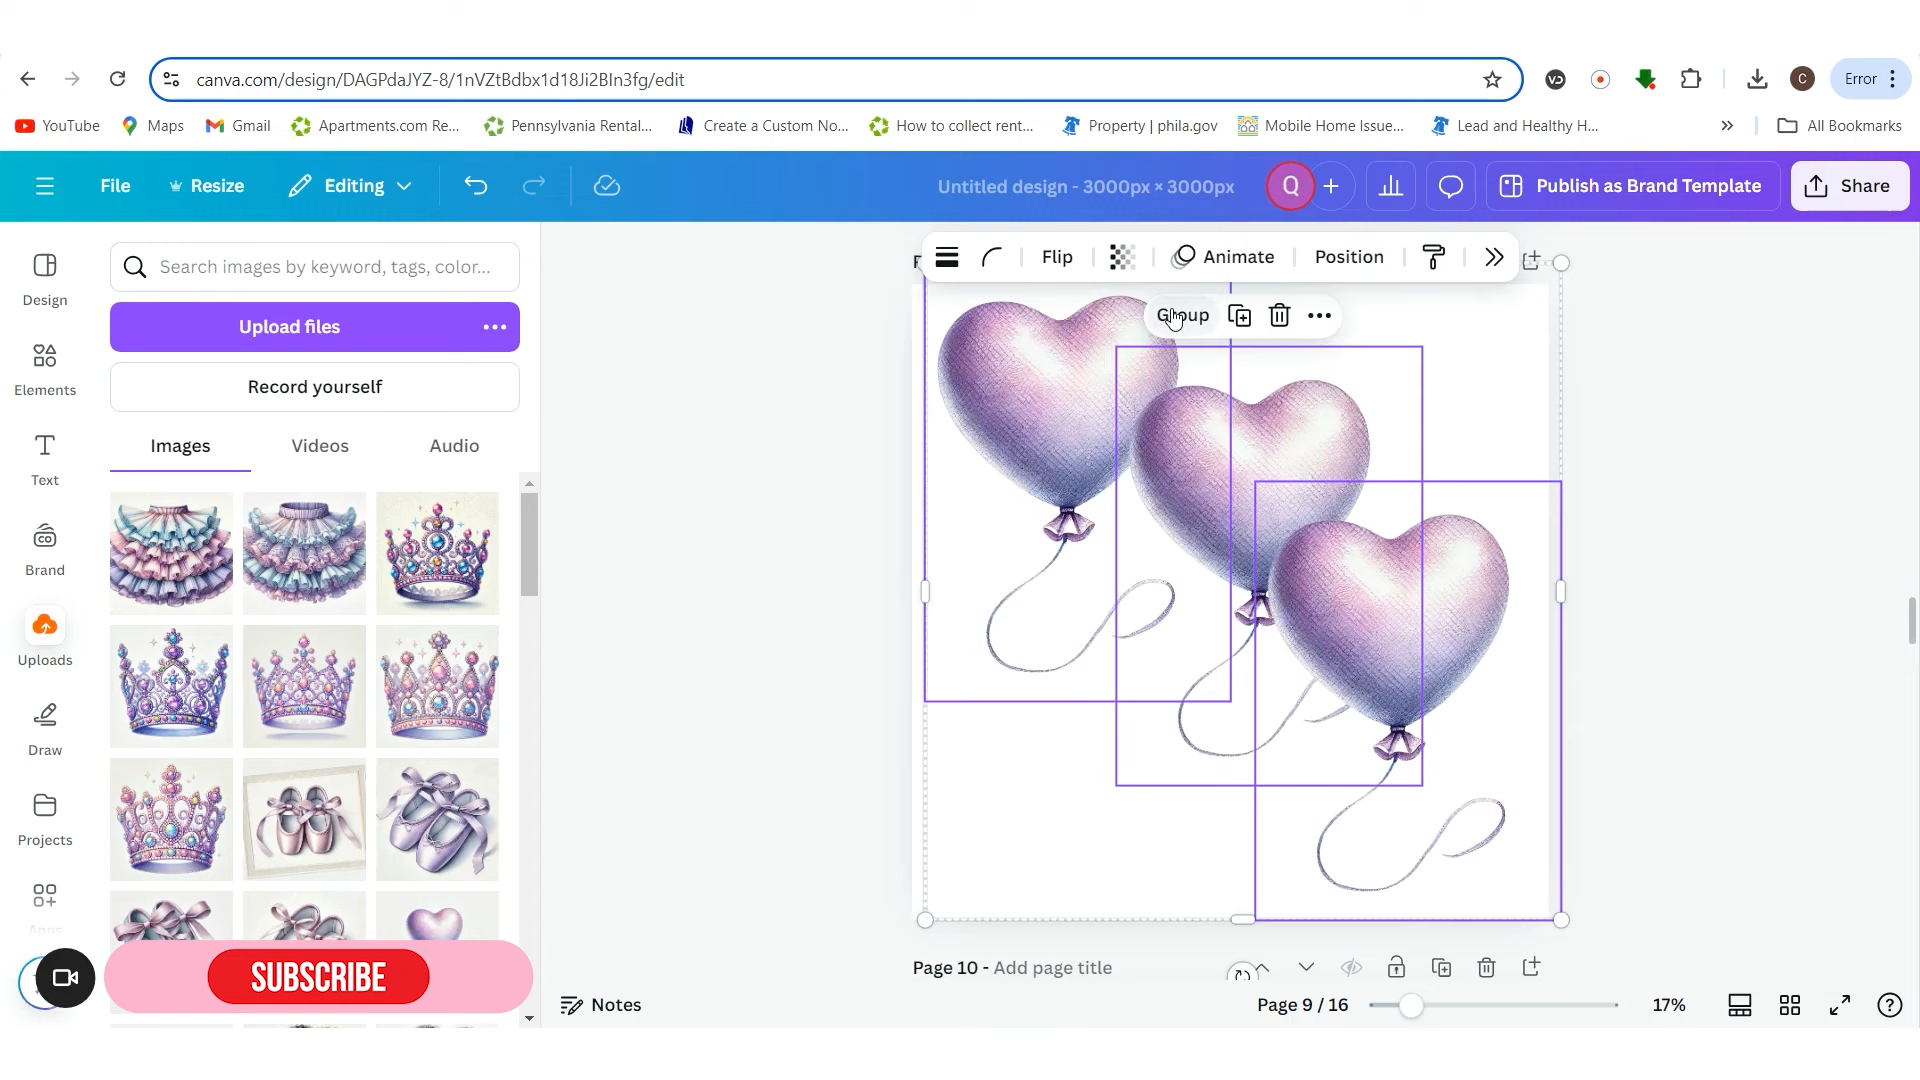 canva.com/design/DAGPdaJYZ-8/1nVZtBdbx1d18Ji2BIn3fg/edit
C
Error
YouTube
Maps
Gmail
Apartments.com Re...
Pennsylvania Rental...
Create a Custom No...
How to collect rent...
Property | phila.gov
Mobile Home Issue...
Lead and Healthy H...
All Bookmarks
File
Resize
Editing
Untitled design - 3000px × 3000px
Q
Publish as Brand Template
Share
Design
Elements
Text
Brand
Uploads
Draw
Projects
Apps
Search images by keyword, tags, color...
Upload files
Record yourself
Images
Videos
Audio
Flip
Animate
Position
Group
SUBSCRIBE
Page 10 - Add page title
Notes
Page 9 / 16
17%